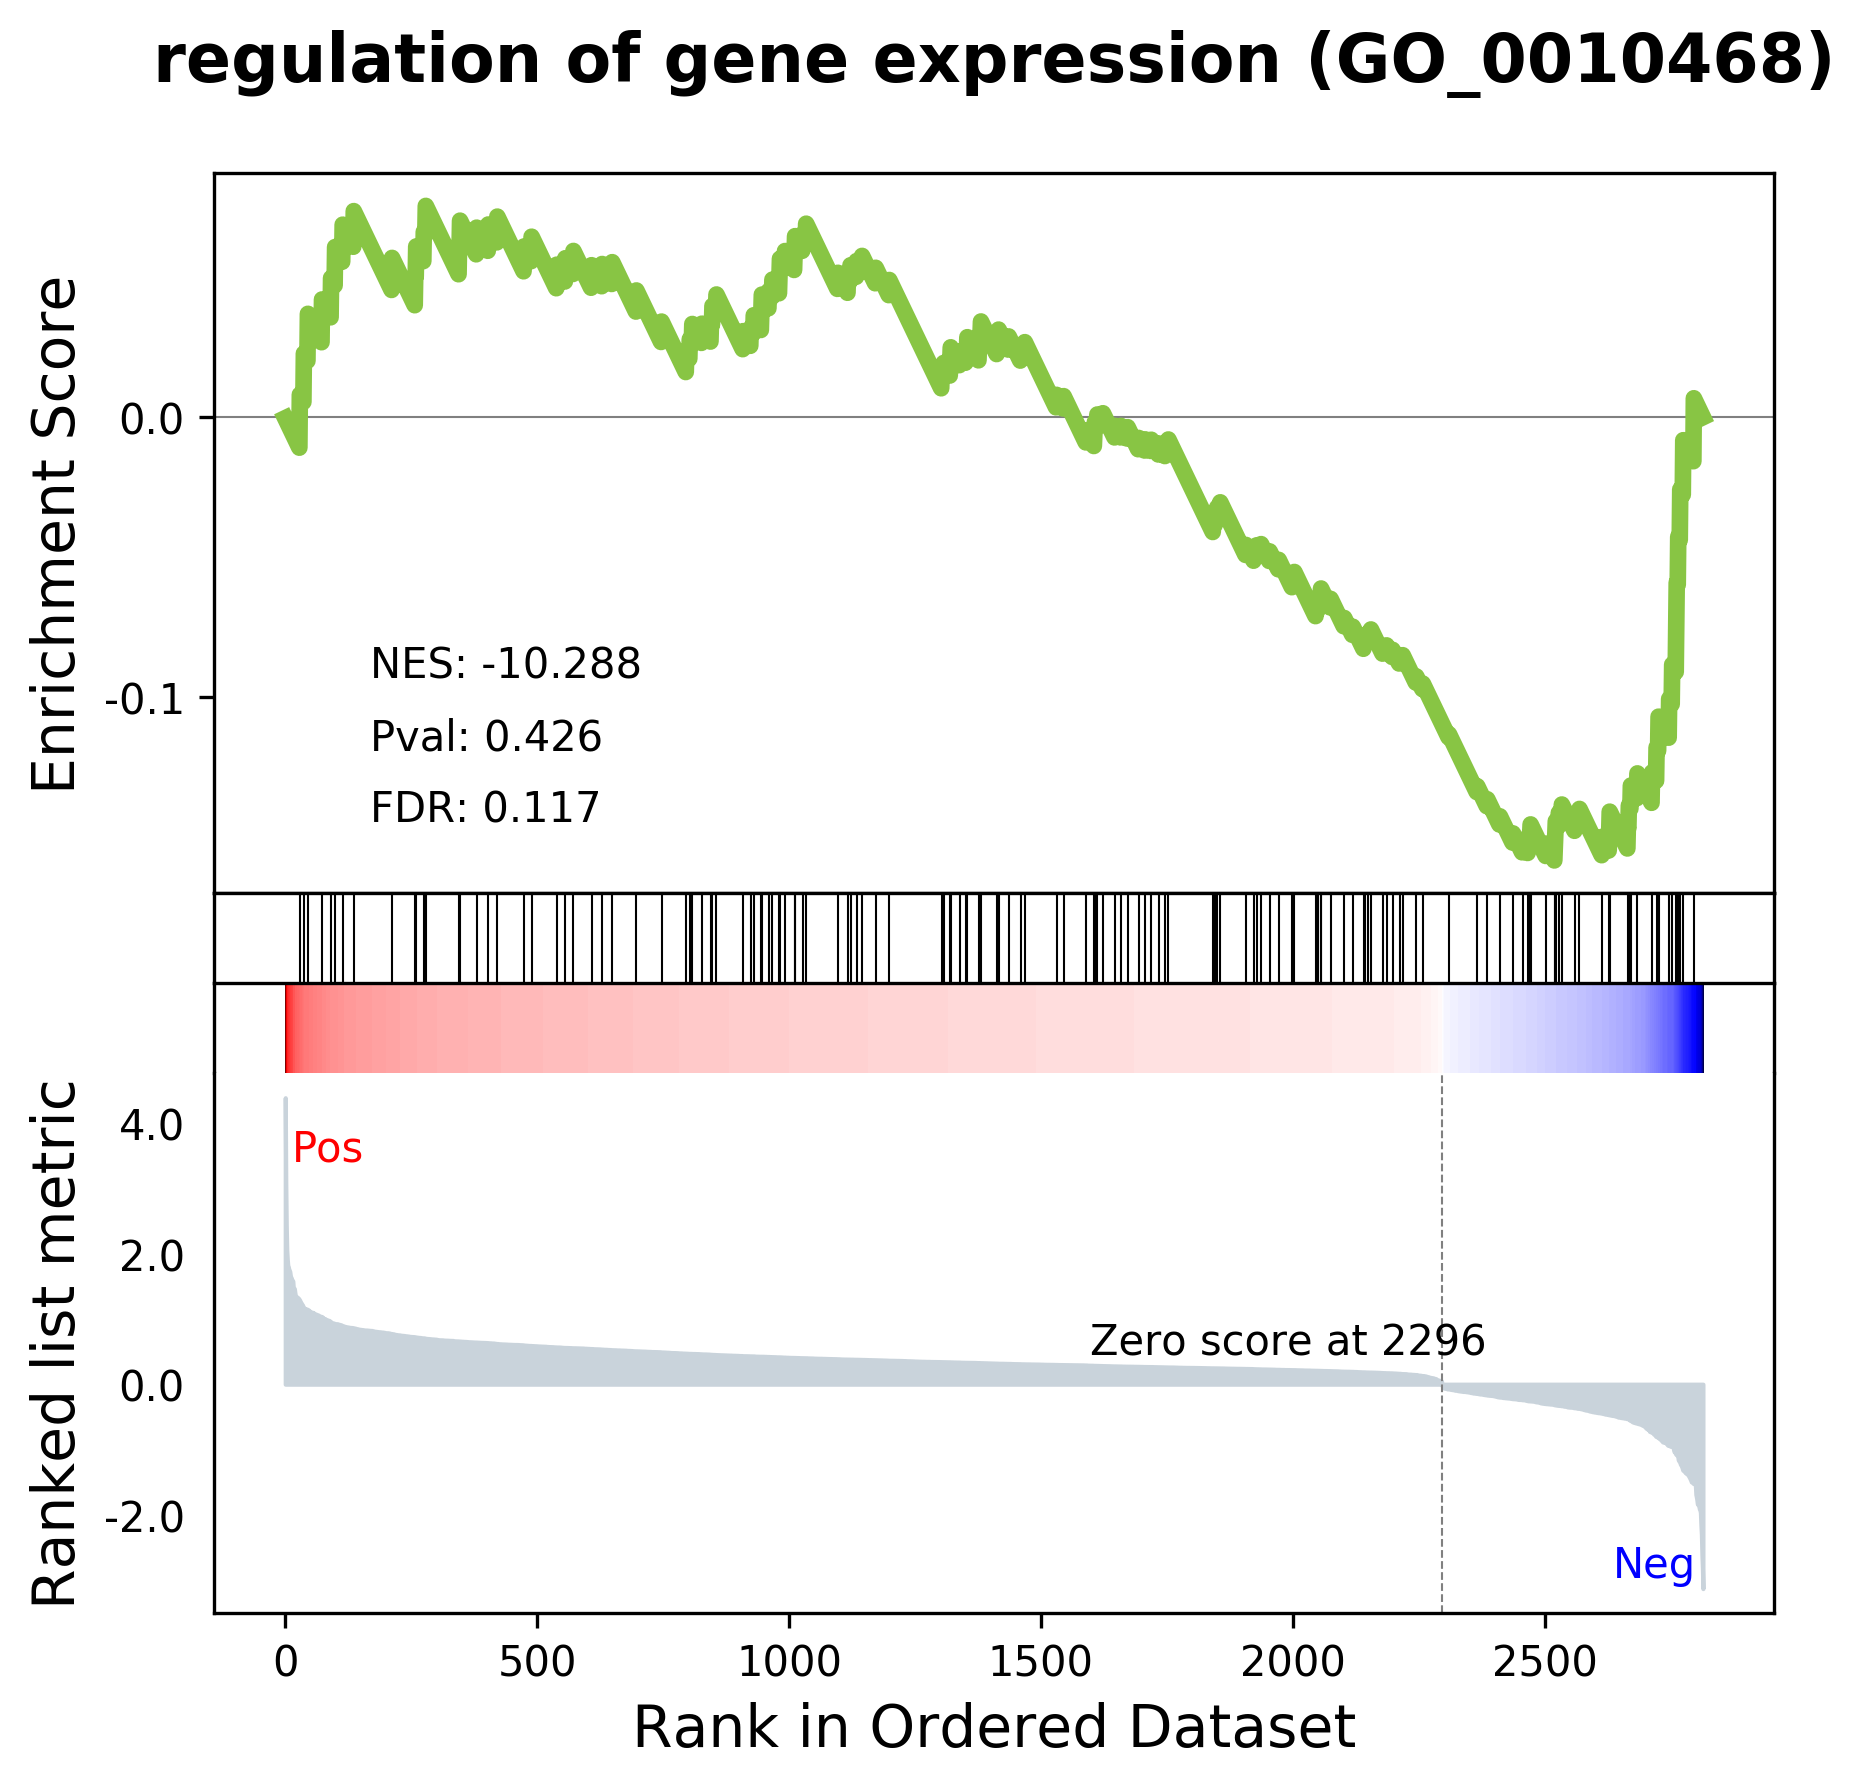 regulation of gene expression (GO_0010468)
Enrichment Score
0.0
-0.1
NES: -10.288
Pval: 0.426
FDR: 0.117
Ranked list metric
4.0
2.0
0.0
-2.0
Pos
Zero score at 2296
Neg
0 500 1000 1500 2000 2500
Rank in Ordered Dataset